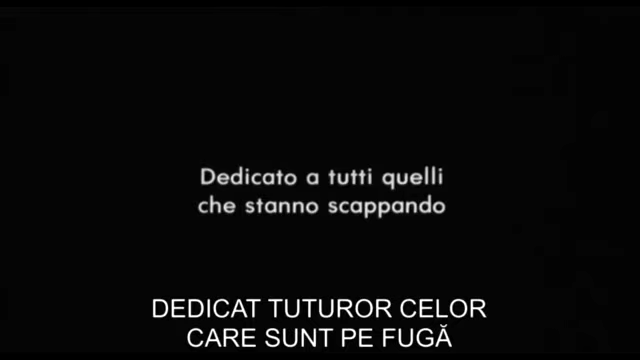 Dedicato a tutti quelli
che stanno scappando
DEDICAT TUTUROR CELOR
CARE SUNT PE FUGĂ